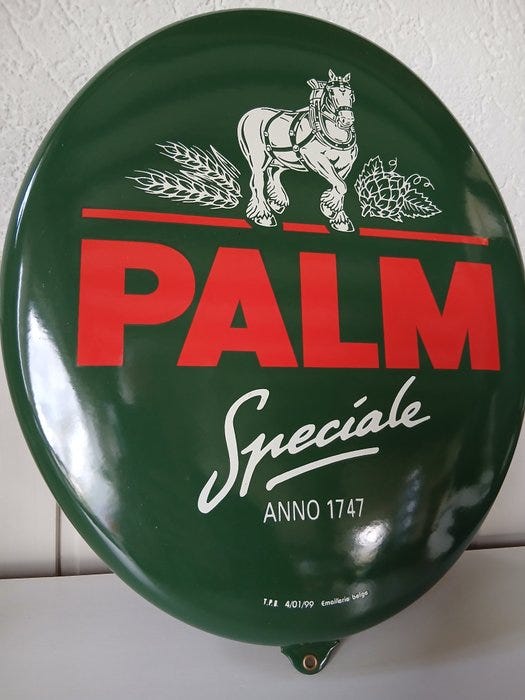 PALM
Speciale
ANNO 1747
T.P.B. 4/01/99 Emaillerie belge